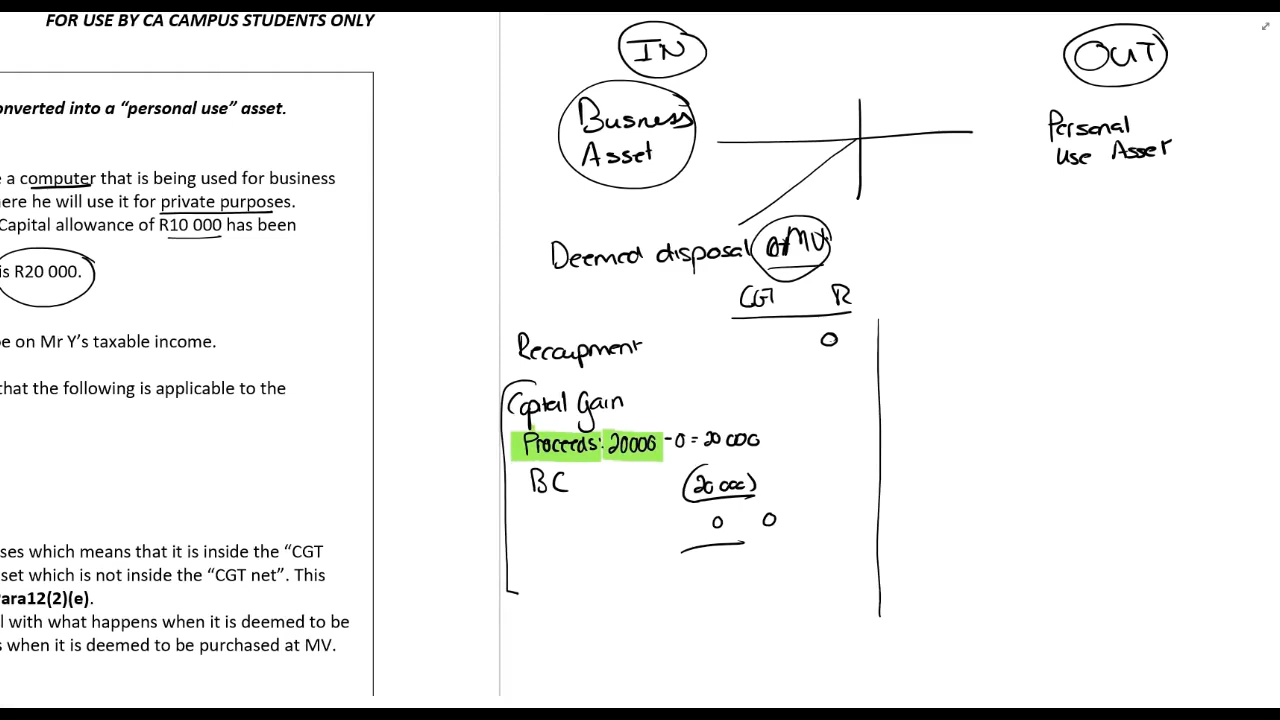 FOR USE BY CA CAMPUS STUDENTS ONLY
onverted into a “personal use” asset.
e a computer that is being used for business
ere he will use it for private purposes.
Capital allowance of R10 000 has been
is R20 000.
be on Mr Y’s taxable income.
that the following is applicable to the
ses which means that it is inside the “CGT
set which is not inside the “CGT net”. This
Para12(2)(e).
l with what happens when it is deemed to be
s when it is deemed to be purchased at MV.
IN
OUT
Busness
Asset
Personal
Use Asset
Deemed disposal at MV
CGT R
Recoupment 0
Capital Gain
Proceeds: 20000 - 0 = 20 000
BC (20 000)
0 0